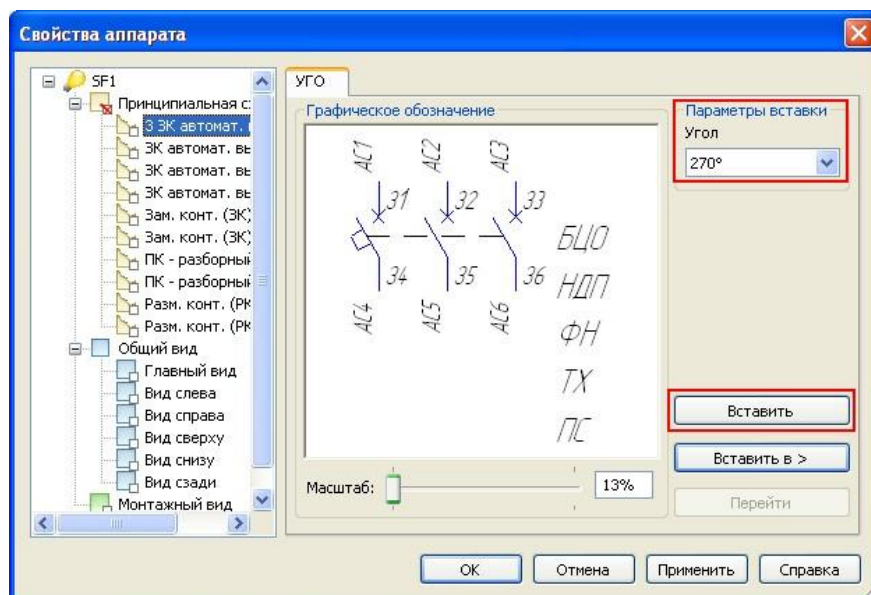 Свойства аппарата
SF1
Принципиальная с
3 ЗК автомат.
ЗК автомат. вы
ЗК автомат. вы
ЗК автомат. вы
Зам. конт. (ЗК)
Зам. конт. (ЗК)
ПК - разборный
ПК - разборный
Разм. конт. (РК
Разм. конт. (РК
Общий вид
Главный вид
Вид слева
Вид справа
Вид сверху
Вид снизу
Вид сзади
Монтажный вид
УГО
Графическое обозначение
АС1 АС2 АС3
31 32 33
34 35 36
АС4 АС5 АС6
БЦО
НДП
ФН
ТХ
ПС
Масштаб: 13%
Параметры вставки
Угол
270°
Вставить
Вставить в >
Перейти
ОК Отмена Применить Справка